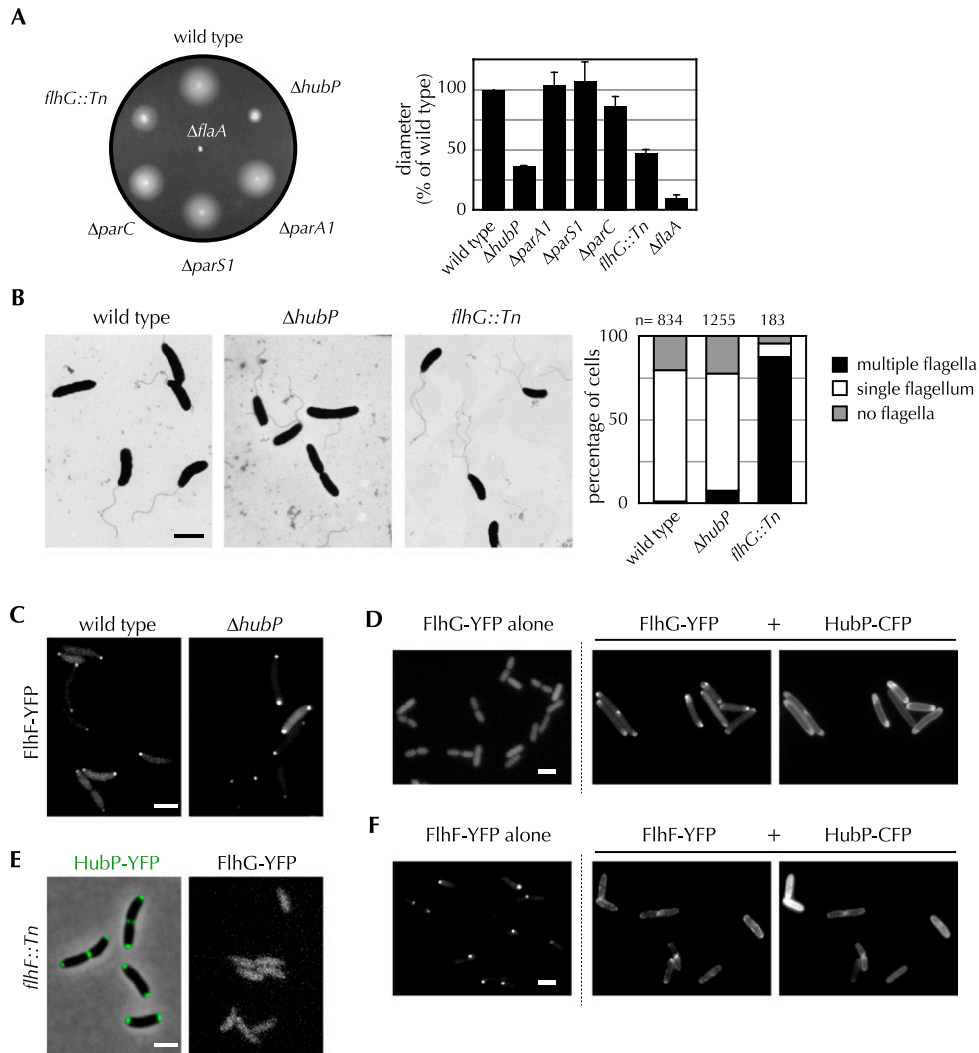 A
wild type
flhG::Tn
ΔhubP
ΔflaA
ΔparC
ΔparA1
ΔparS1
diameter
(% of wild type)
100
50
0
wild type
ΔhubP
ΔparA1
ΔparS1
ΔparC
flhG::Tn
ΔflaA
B
wild type
ΔhubP
flhG::Tn
n= 834 1255 183
percentage of cells
100
50
0
wild type
ΔhubP
flhG::Tn
multiple flagella
single flagellum
no flagella
C
wild type
ΔhubP
FlhF-YFP
D
FlhG-YFP alone
FlhG-YFP + HubP-CFP
E
HubP-YFP
FlhG-YFP
flhF::Tn
F
FlhF-YFP alone
FlhF-YFP + HubP-CFP